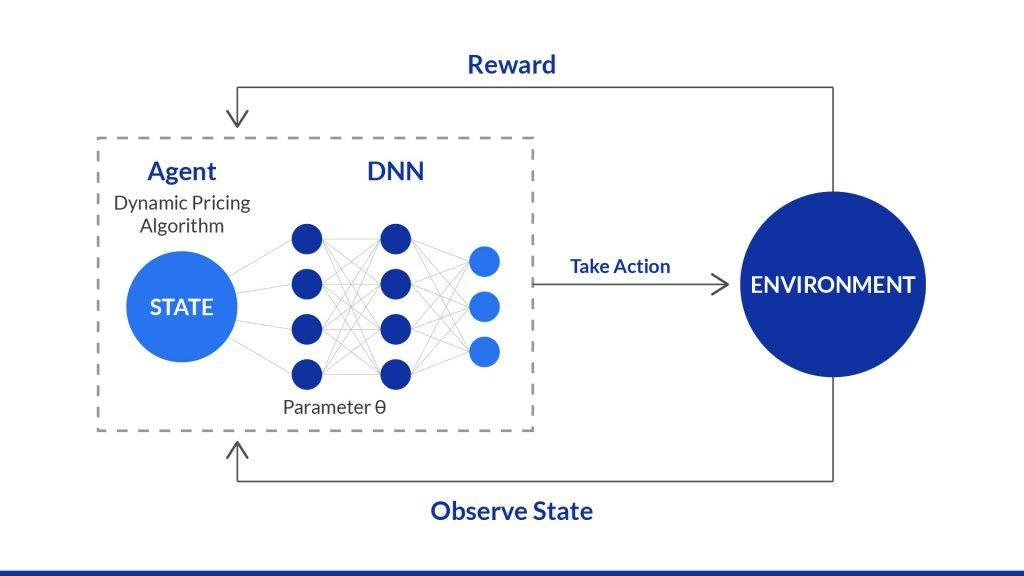 Reward
Agent
DNN
Dynamic Pricing
Algorithm
STATE
Take Action
ENVIRONMENT
Parameter θ
Observe State